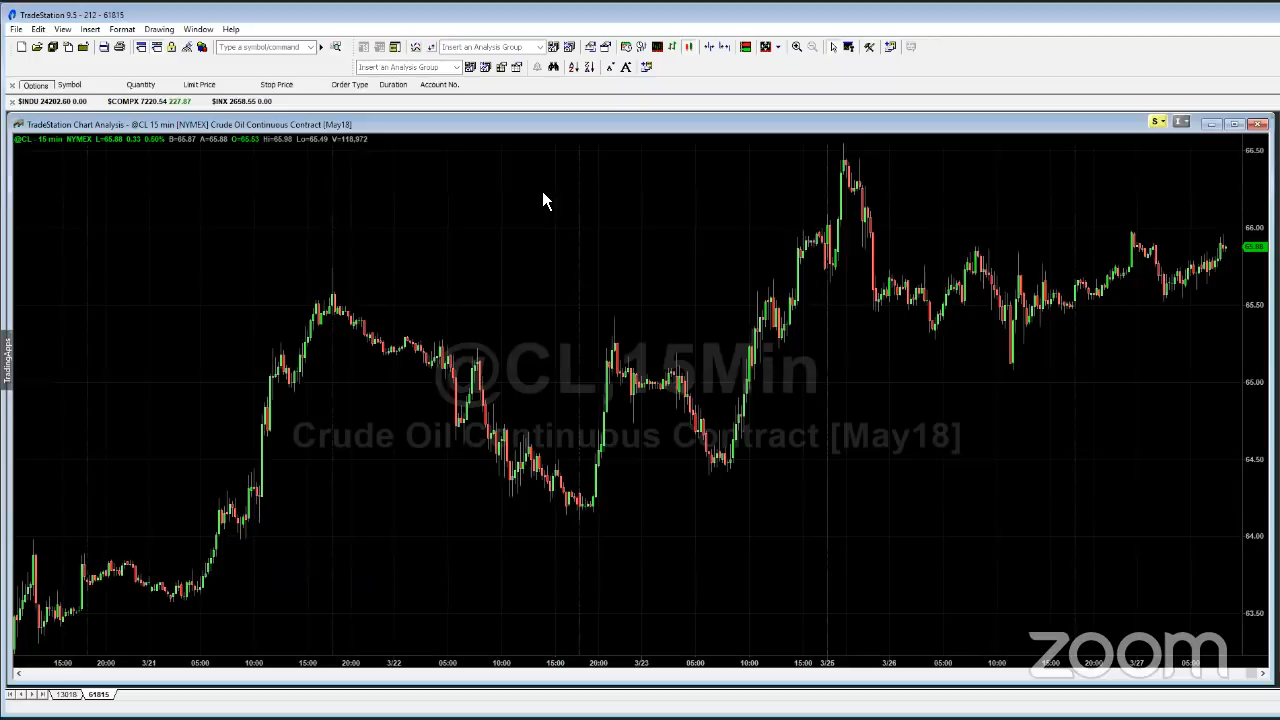 TradeStation 9.5 - 212 - 61815
File Edit View Insert Format Drawing Window Help
Type a symbol/command Insert an Analysis Group
Insert an Analysis Group
Options Symbol Quantity Limit Price Stop Price Order Type Duration Account No.
$INDU 24202.60 0.00 $COMPX 7220.54 227.87 $INX 2658.55 0.00
TradeStation Chart Analysis - @CL 15 min [NYMEX] Crude Oil Continuous Contract [May18]
S I
@CL - 15 min NYMEX L=65.88 0.33 0.50% B=65.87 A=65.88 O=65.53 Hi=65.98 Lo=65.49 V=118,972
66.50
66.00
65.88
65.50
TradingApps
@CL,15Min
65.00
Crude Oil Continuous Contract [May18]
64.50
64.00
63.50
zoom
15:00 20:00 3/21 05:00 10:00 15:00 20:00 3/22 05:00 10:00 15:00 20:00 3/23 05:00 10:00 15:00 3/25 3/26 05:00 10:00 15:00 20:00 3/27 05:00
13018 61815